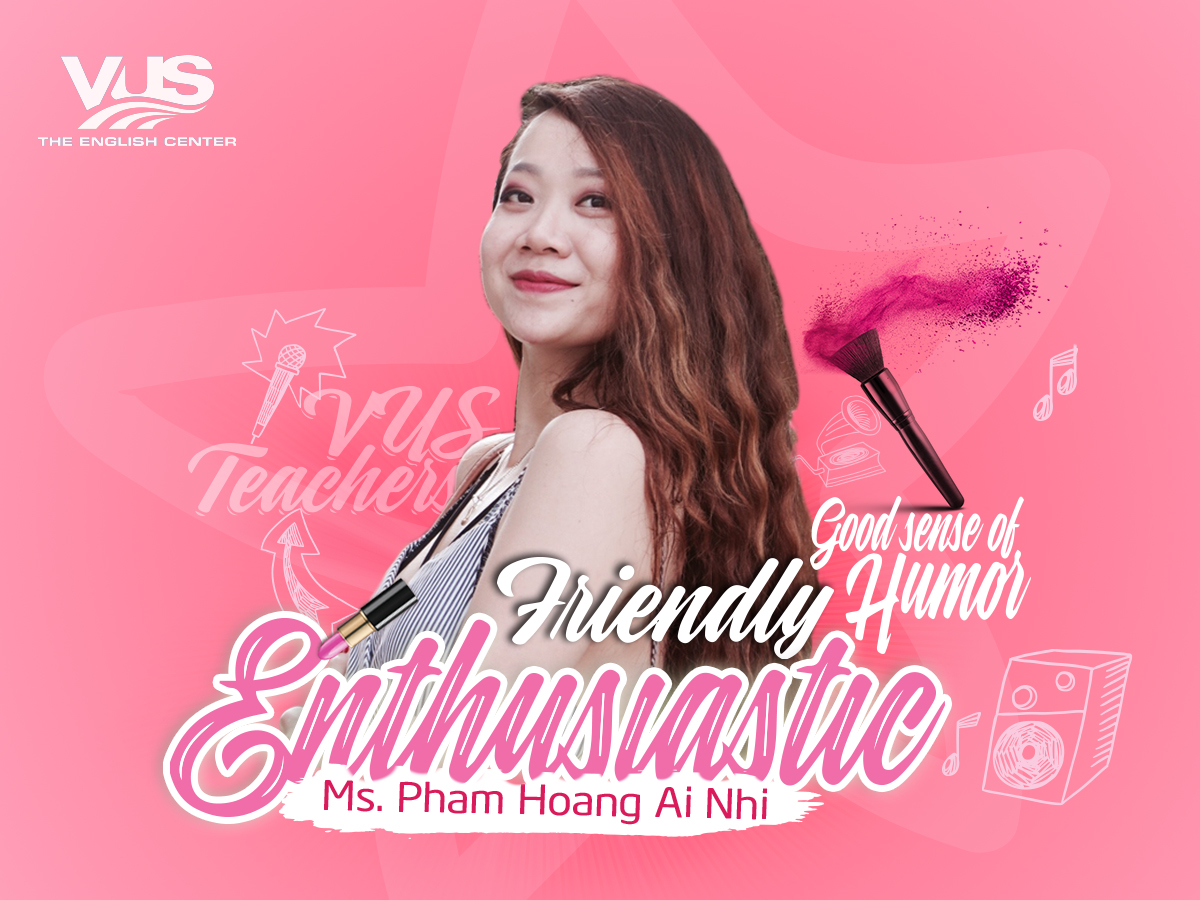 VUS
THE ENGLISH CENTER
VUS
Teachers
Good sense of
Humor
Friendly
Enthusiastic
Ms. Pham Hoang Ai Nhi